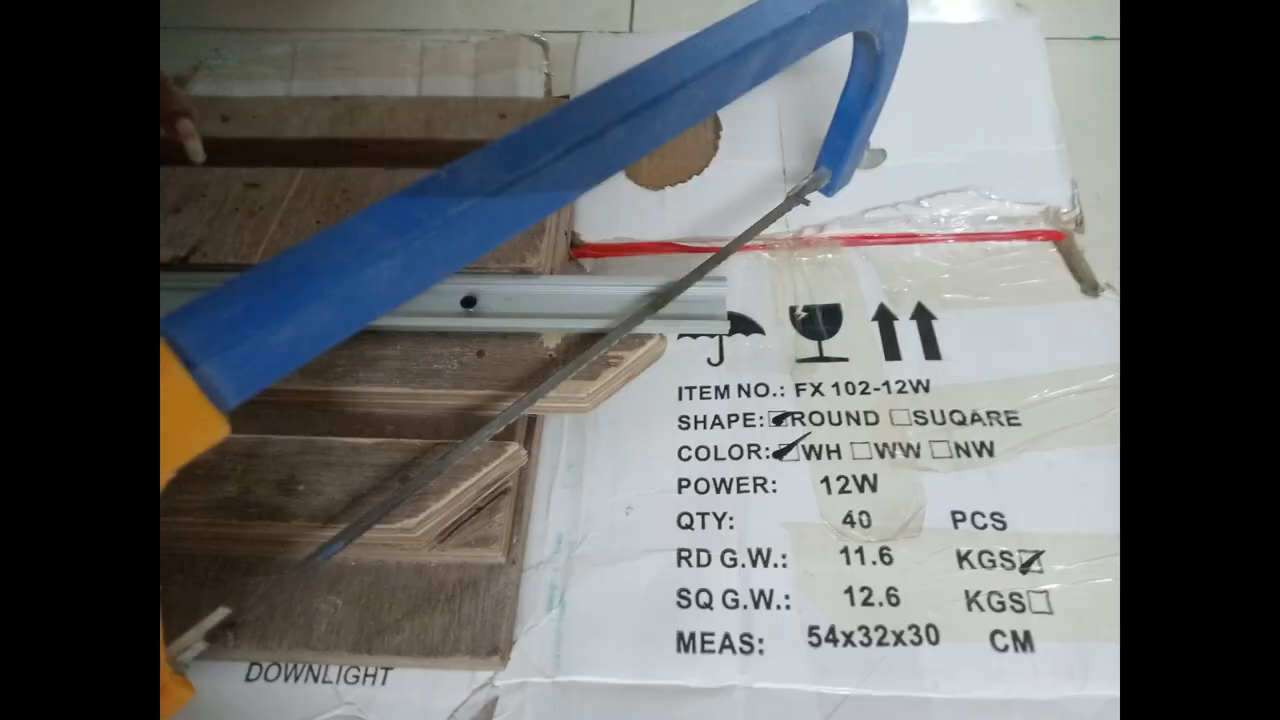 ITEM NO.: FX 102-12W
SHAPE: ROUND SUQARE
COLOR: WH WW NW
POWER: 12W
QTY: 40 PCS
RD G.W.: 11.6 KGS
SQ G.W.: 12.6 KGS
MEAS: 54x32x30 CM
DOWNLIGHT